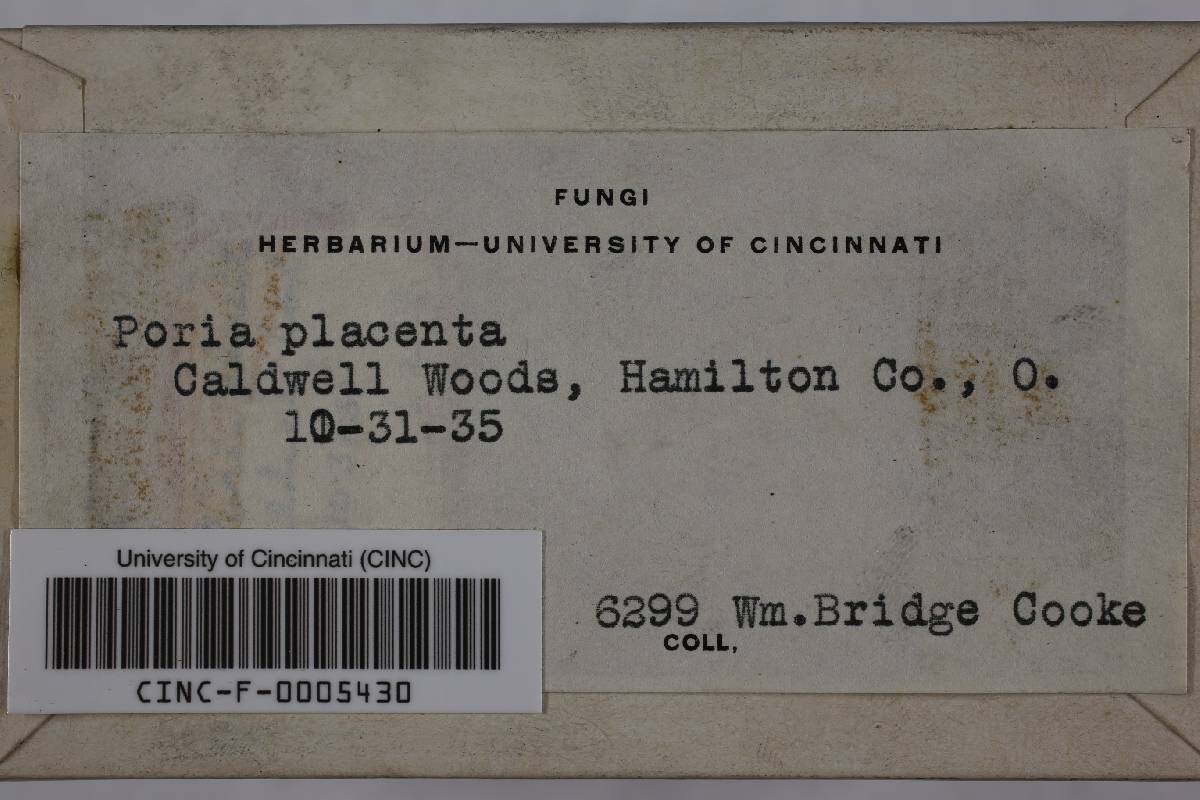 FUNGI
HERBARIUM—UNIVERSITY OF CINCINNATI
Poria placenta
Caldwell Woods, Hamilton Co., O.
10-31-35
6299 Wm.Bridge Cooke
COLL,
University of Cincinnati (CINC)
CINC-F-0005430